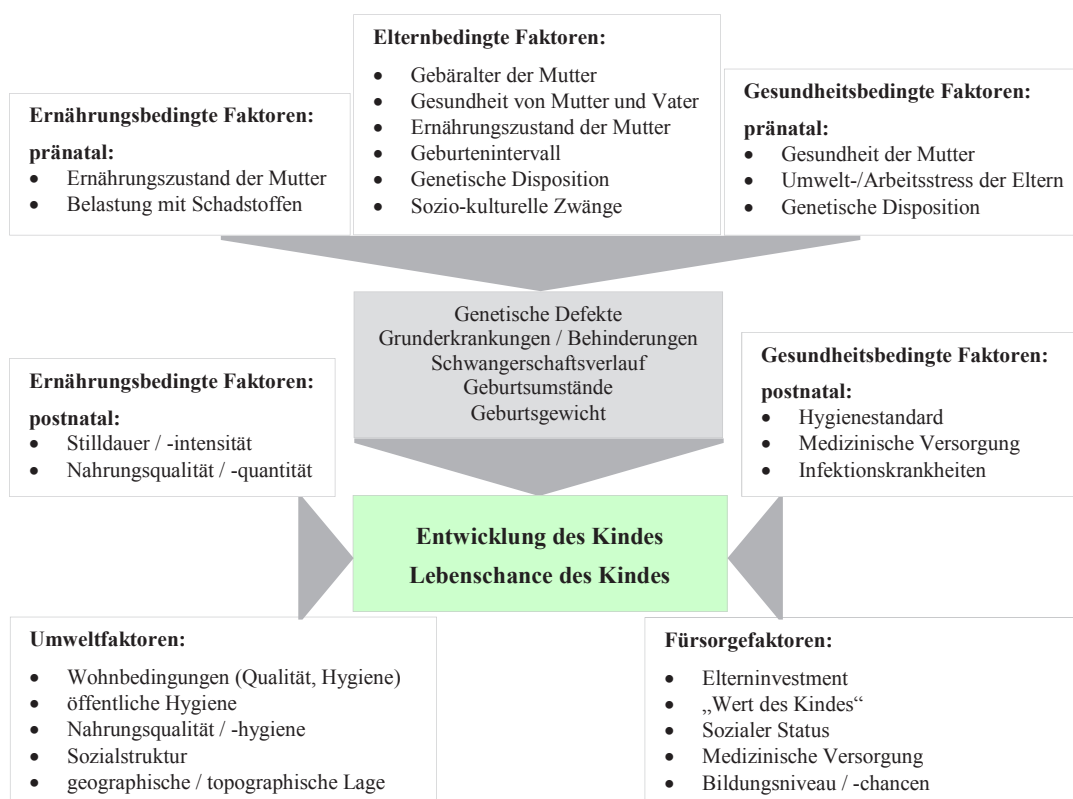 Elternbedingte Faktoren:
• Gebäralter der Mutter
• Gesundheit von Mutter und Vater
• Ernährungszustand der Mutter
• Geburtenintervall
• Genetische Disposition
• Sozio-kulturelle Zwänge
Ernährungsbedingte Faktoren:
pränatal:
• Ernährungszustand der Mutter
• Belastung mit Schadstoffen
Gesundheitsbedingte Faktoren:
pränatal:
• Gesundheit der Mutter
• Umwelt-/Arbeitsstress der Eltern
• Genetische Disposition
Genetische Defekte
Grunderkrankungen / Behinderungen
Schwangerschaftsverlauf
Geburtsumstände
Geburtsgewicht
Ernährungsbedingte Faktoren:
postnatal:
• Stilldauer / -intensität
• Nahrungsqualität / -quantität
Gesundheitsbedingte Faktoren:
postnatal:
• Hygienestandard
• Medizinische Versorgung
• Infektionskrankheiten
Entwicklung des Kindes
Lebenschance des Kindes
Umweltfaktoren:
• Wohnbedingungen (Qualität, Hygiene)
• öffentliche Hygiene
• Nahrungsqualität / -hygiene
• Sozialstruktur
• geographische / topographische Lage
Fürsorgefaktoren:
• Elterninvestment
• „Wert des Kindes“
• Sozialer Status
• Medizinische Versorgung
• Bildungsniveau / -chancen